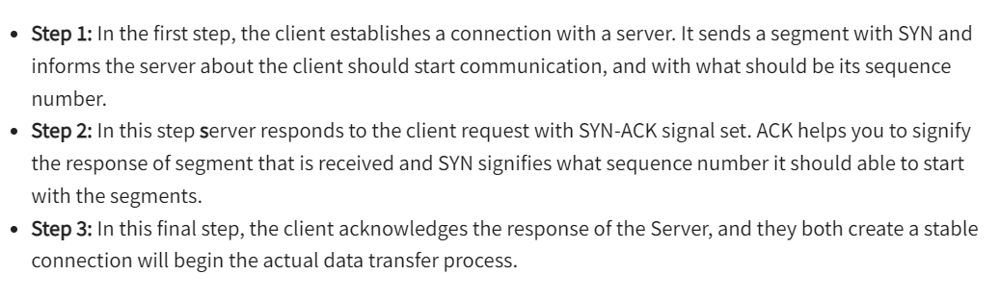 • Step 1: In the first step, the client establishes a connection with a server. It sends a segment with SYN and
informs the server about the client should start communication, and with what should be its sequence
number.
• Step 2: In this step server responds to the client request with SYN-ACK signal set. ACK helps you to signify
the response of segment that is received and SYN signifies what sequence number it should able to start
with the segments.
• Step 3: In this final step, the client acknowledges the response of the Server, and they both create a stable
connection will begin the actual data transfer process.